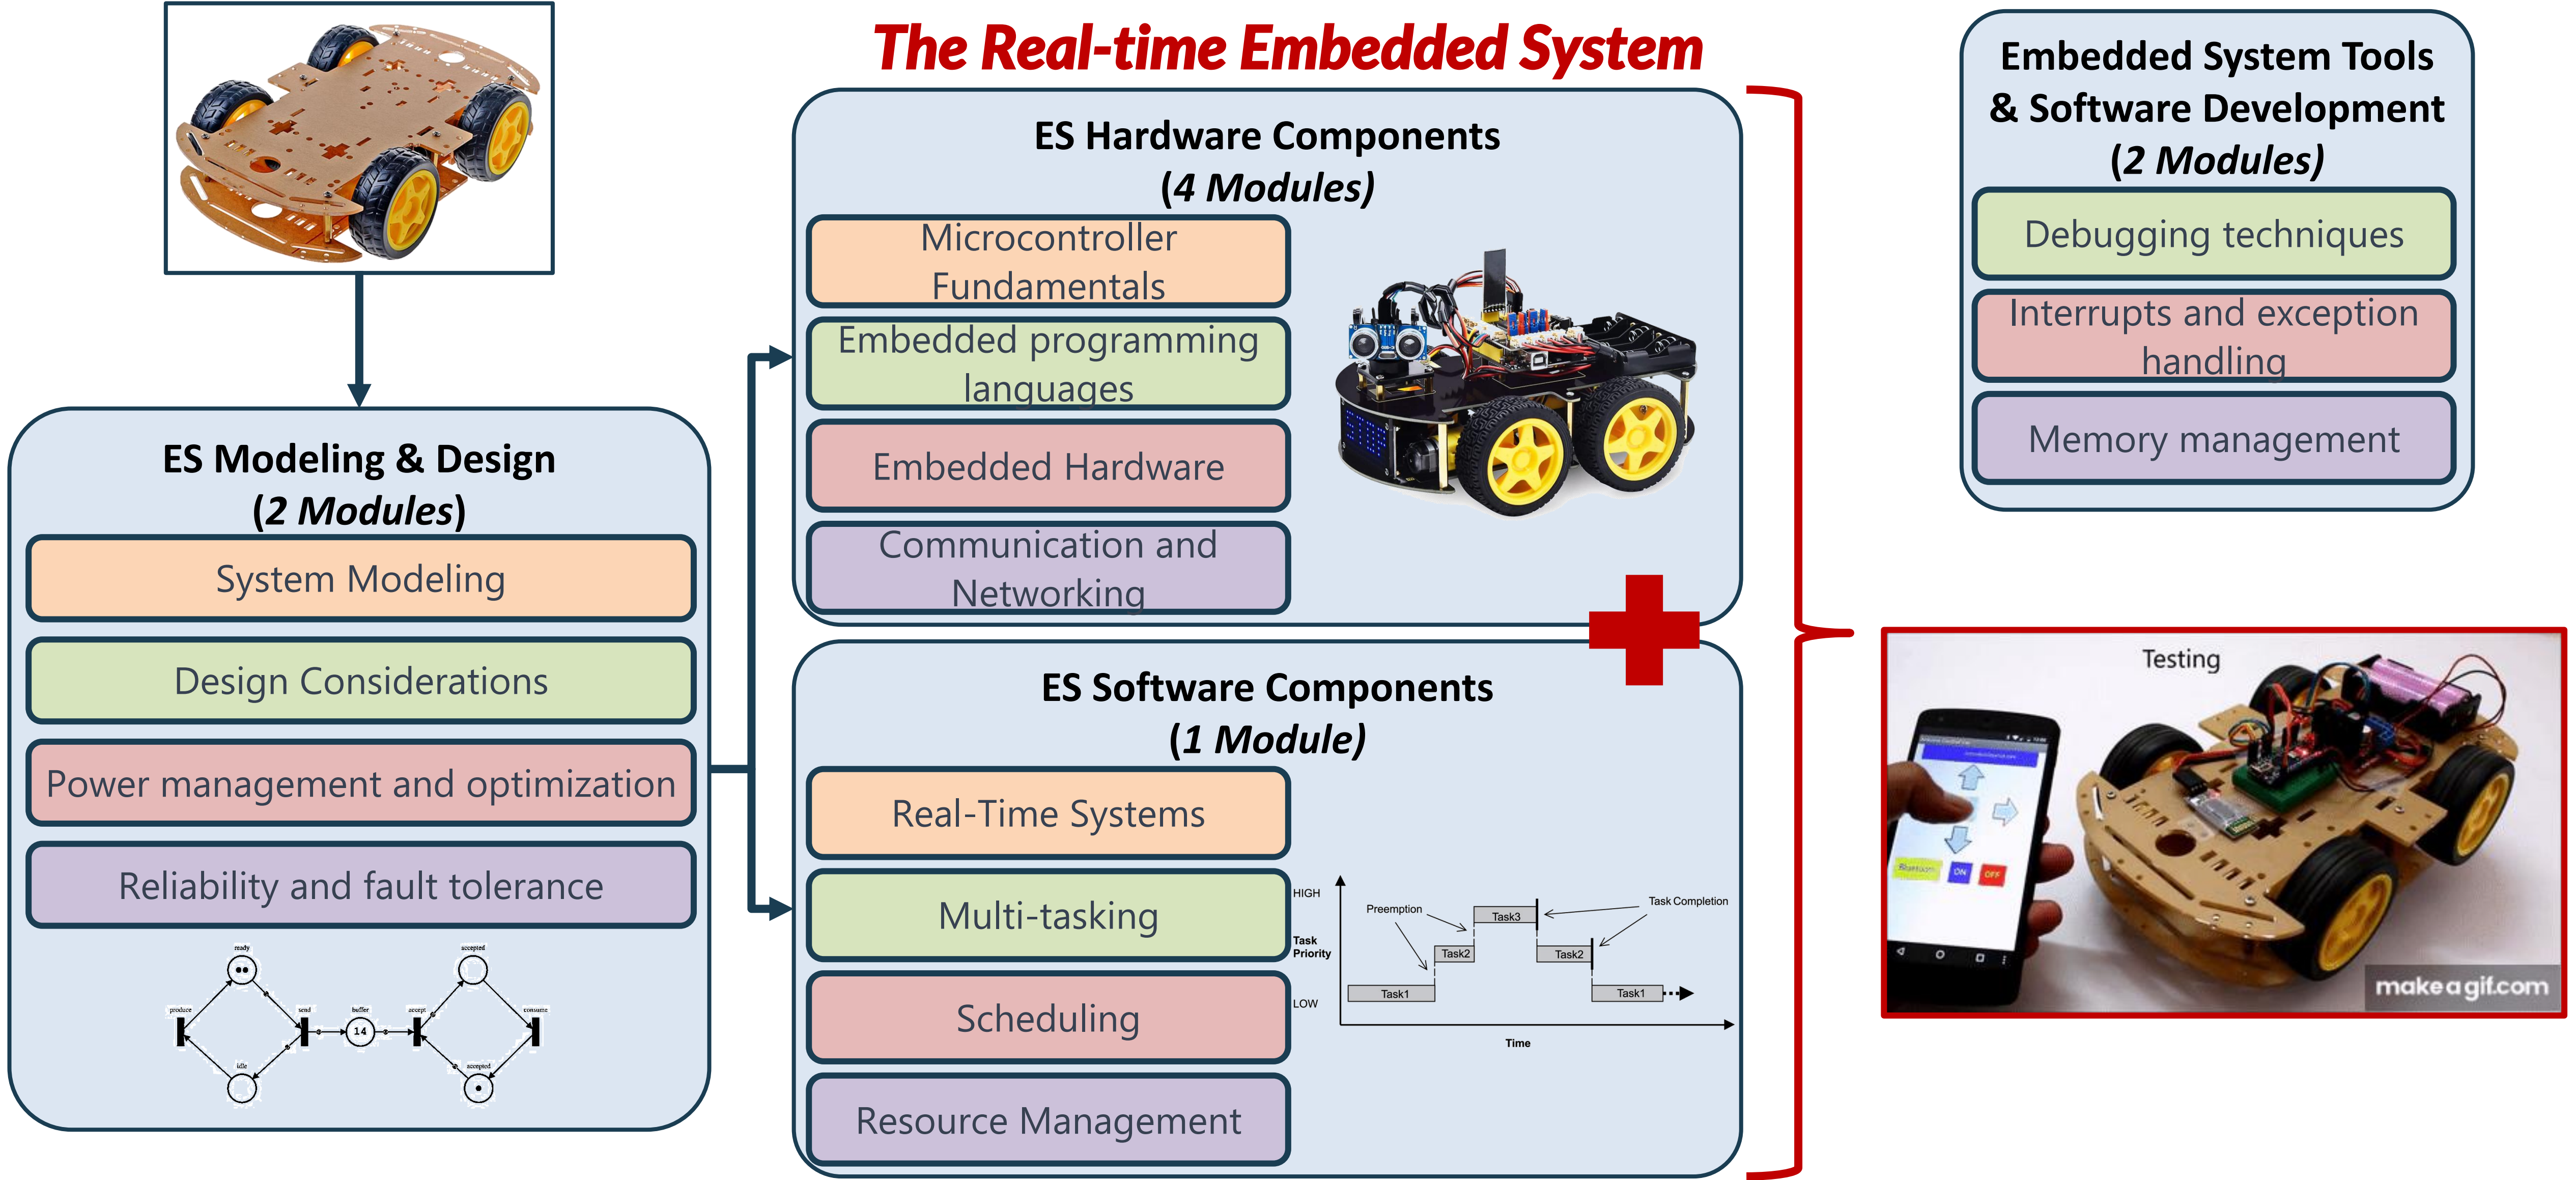 The Real-time Embedded System
ES Modeling & Design
(2 Modules)
System Modeling
Design Considerations
Power management and optimization
Reliability and fault tolerance
ready
accepted
produce
send
buffer
accept
consume
14
idle
accepted
ES Hardware Components
(4 Modules)
Microcontroller
Fundamentals
Embedded programming
languages
Embedded Hardware
Communication and
Networking
ES Software Components
(1 Module)
Real-Time Systems
Multi-tasking
Scheduling
Resource Management
HIGH
Task
Priority
LOW
Preemption
Task Completion
Task3
Task2
Task2
Task1
Task1
Time
Embedded System Tools
& Software Development
(2 Modules)
Debugging techniques
Interrupts and exception
handling
Memory management
Testing
Bluetooth
ON
OFF
makeagif.com